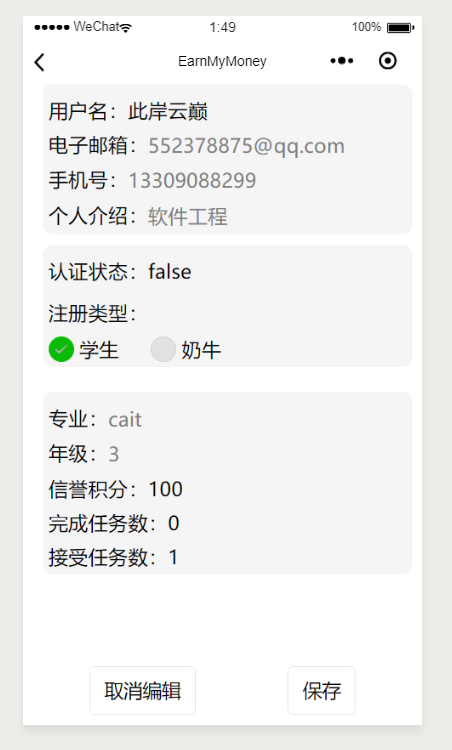 WeChat 1:49 100%
EarnMyMoney
用户名：此岸云巅
电子邮箱：552378875@qq.com
手机号：13309088299
个人介绍：软件工程
认证状态：false
注册类型：
学生 奶牛
专业：cait
年级：3
信誉积分：100
完成任务数：0
接受任务数：1
取消编辑 保存